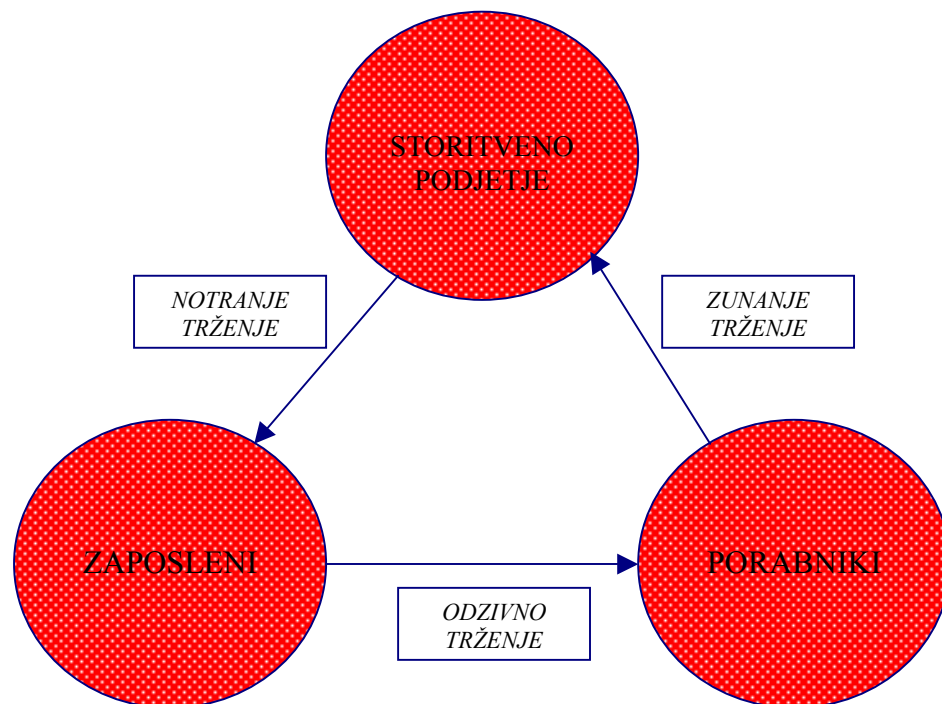 STORITVENO
PODJETJE
NOTRANJE
TRŽENJE
ZUNANJE
TRŽENJE
ZAPOSLENI
PORABNIKI
ODZIVNO
TRŽENJE